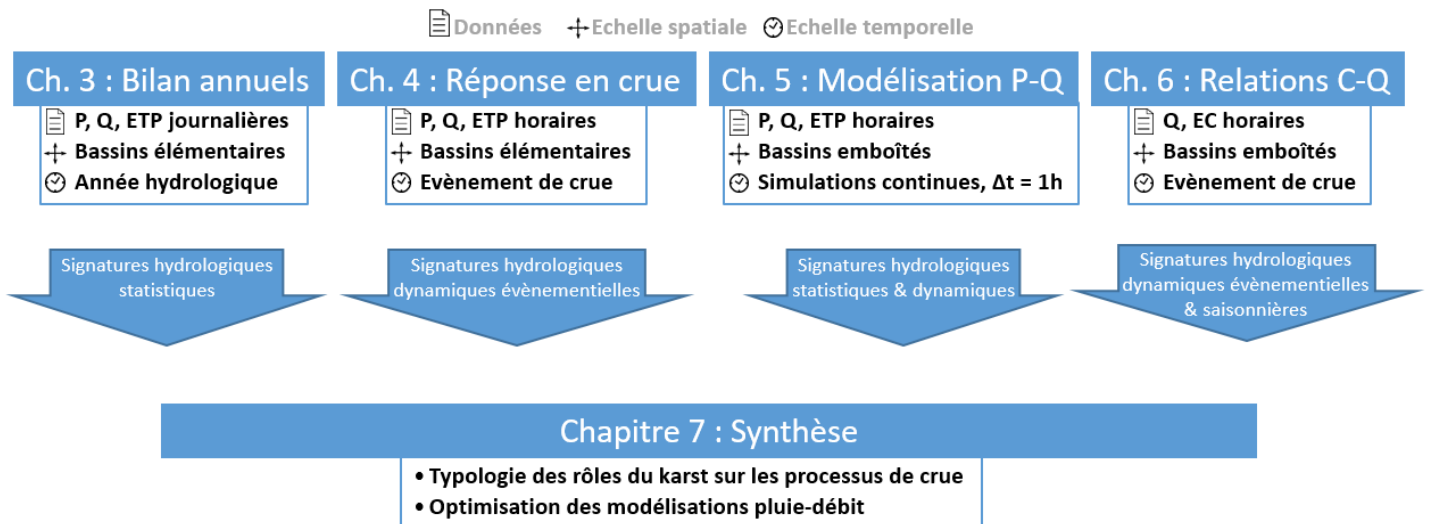 Données Echelle spatiale Echelle temporelle
Ch. 3 : Bilan annuels
P, Q, ETP journalières
Bassins élémentaires
Année hydrologique
Signatures hydrologiques
statistiques
Ch. 4 : Réponse en crue
P, Q, ETP horaires
Bassins élémentaires
Evènement de crue
Signatures hydrologiques
dynamiques évènementielles
Ch. 5 : Modélisation P-Q
P, Q, ETP horaires
Bassins emboîtés
Simulations continues, Δt = 1h
Signatures hydrologiques
statistiques & dynamiques
Ch. 6 : Relations C-Q
Q, EC horaires
Bassins emboîtés
Evènement de crue
Signatures hydrologiques
dynamiques évènementielles
& saisonnières
Chapitre 7 : Synthèse
• Typologie des rôles du karst sur les processus de crue
• Optimisation des modélisations pluie-débit